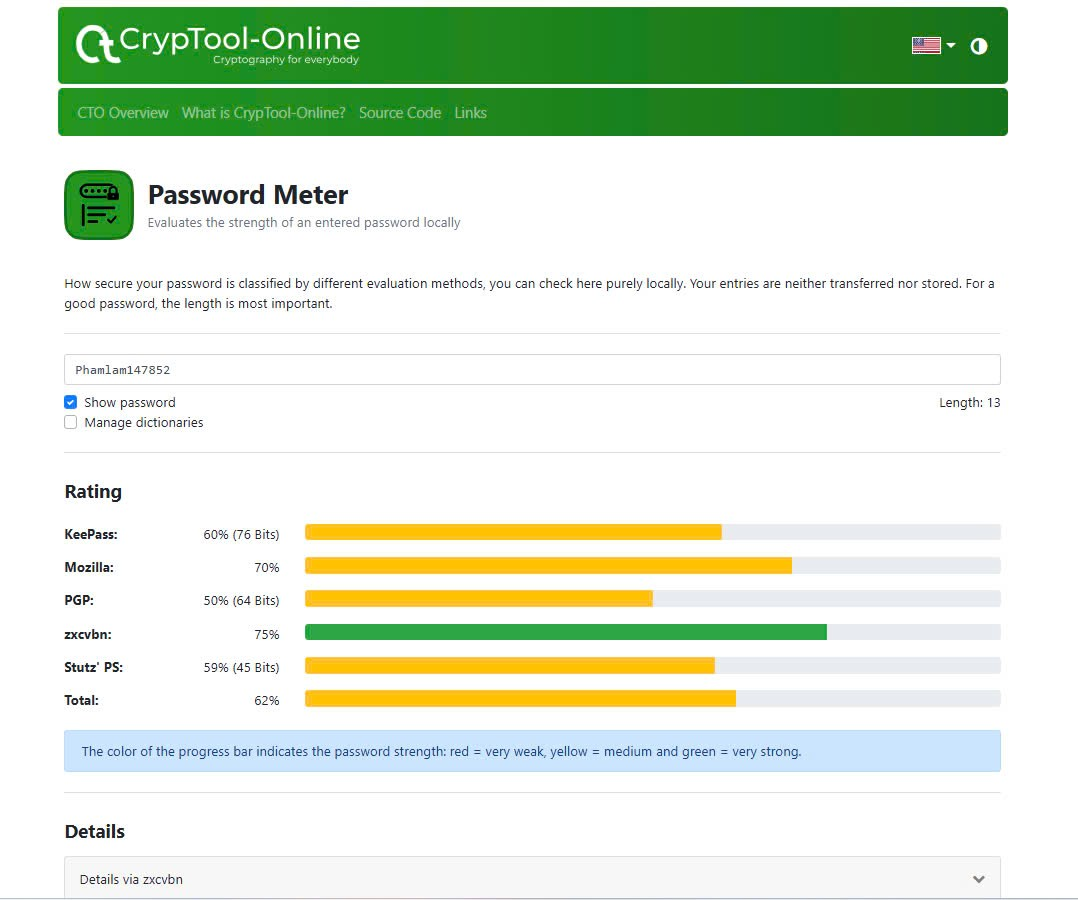 CrypTool-Online
Cryptography for everybody
CTO Overview What is CrypTool-Online? Source Code Links
Password Meter
Evaluates the strength of an entered password locally
How secure your password is classified by different evaluation methods, you can check here purely locally. Your entries are neither transferred nor stored. For a
good password, the length is most important.
Phamlam147852
Show password Length: 13
Manage dictionaries
Rating
KeePass: 60% (76 Bits)
Mozilla: 70%
PGP: 50% (64 Bits)
zxcvbn: 75%
Stutz' PS: 59% (45 Bits)
Total: 62%
The color of the progress bar indicates the password strength: red = very weak, yellow = medium and green = very strong.
Details
Details via zxcvbn